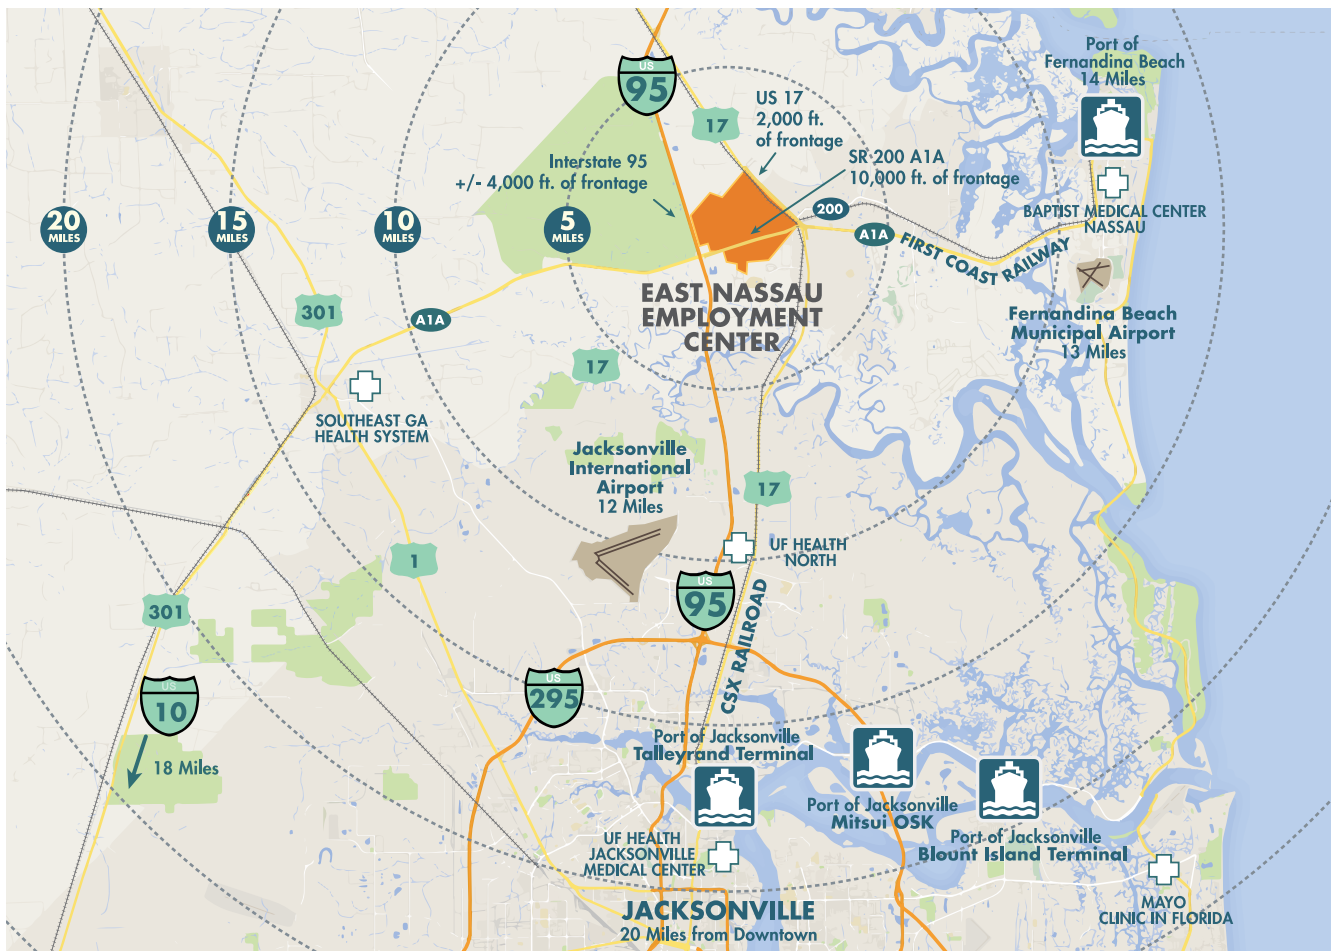 Port of
Fernandina Beach
14 Miles
US
95
17
US 17
2,000 ft.
of frontage
Interstate 95
+/- 4,000 ft. of frontage
SR 200 A1A
10,000 ft. of frontage
BAPTIST MEDICAL CENTER
NASSAU
20
MILES
15
MILES
10
MILES
5
MILES
200
A1A
FIRST COAST RAILWAY
EAST NASSAU
EMPLOYMENT
CENTER
301
A1A
Fernandina Beach
Municipal Airport
13 Miles
17
SOUTHEAST GA
HEALTH SYSTEM
Jacksonville
International
Airport
12 Miles
17
UF HEALTH
NORTH
1
US
95
301
CSX RAILROAD
US
295
US
10
18 Miles
Port of Jacksonville
Talleyrand Terminal
Port of Jacksonville
Mitsui OSK
Port of Jacksonville
Blount Island Terminal
UF HEALTH
JACKSONVILLE
MEDICAL CENTER
MAYO
CLINIC IN FLORIDA
JACKSONVILLE
20 Miles from Downtown